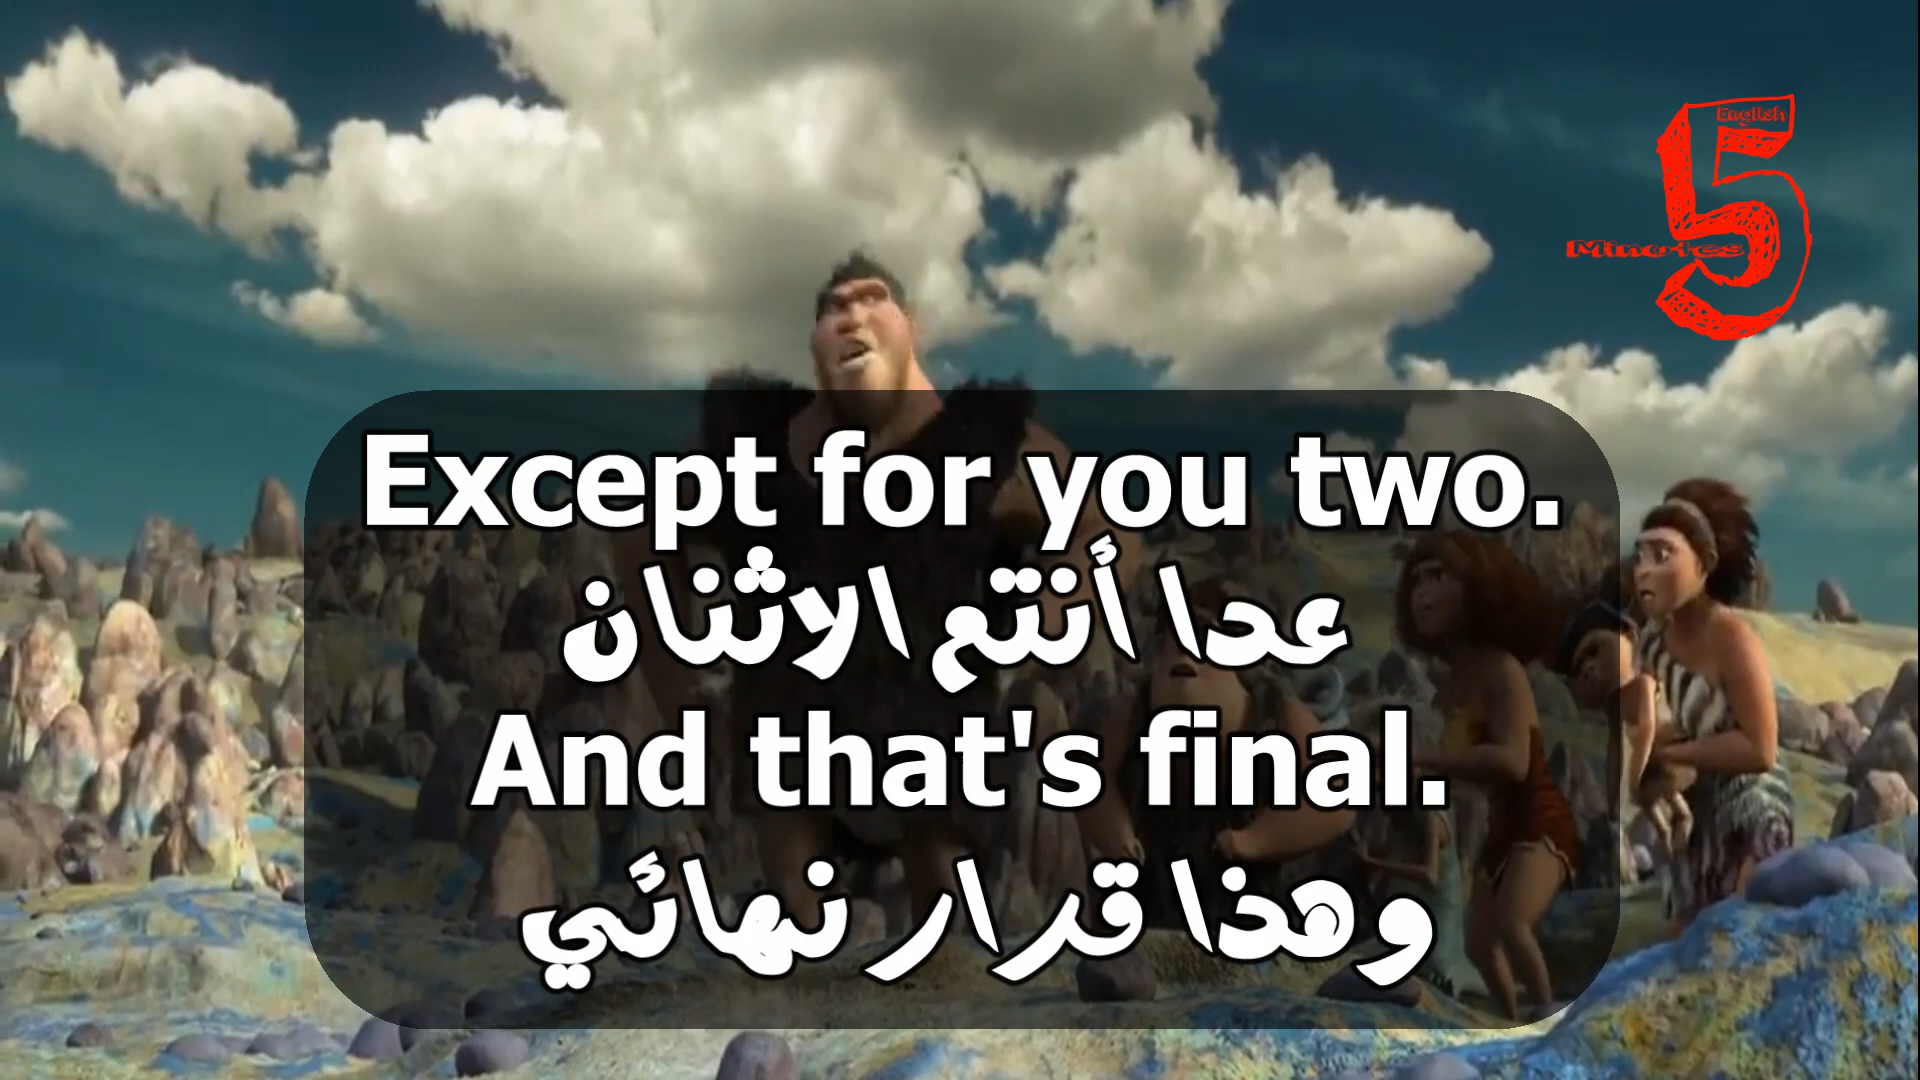 English
5
Minutes
Except for you two.
عدا أنتم الاثنان
And that's final.
وهذا قرار نهائي